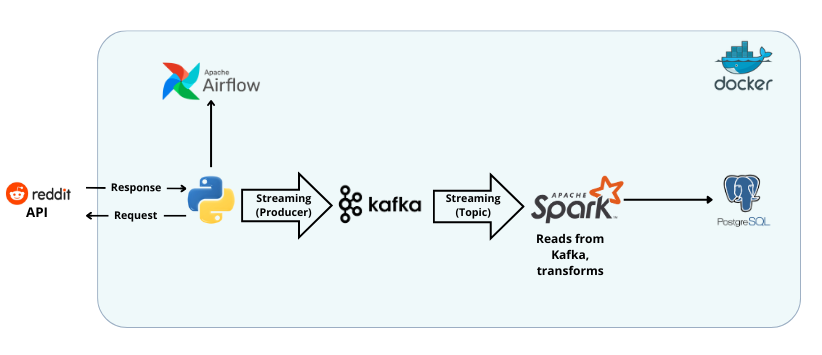 Apache
Airflow
docker
reddit
API
Response
Request
Streaming
(Producer)
kafka
Streaming
(Topic)
APACHE
Spark
TM
Reads from
Kafka,
transforms
PostgreSQL